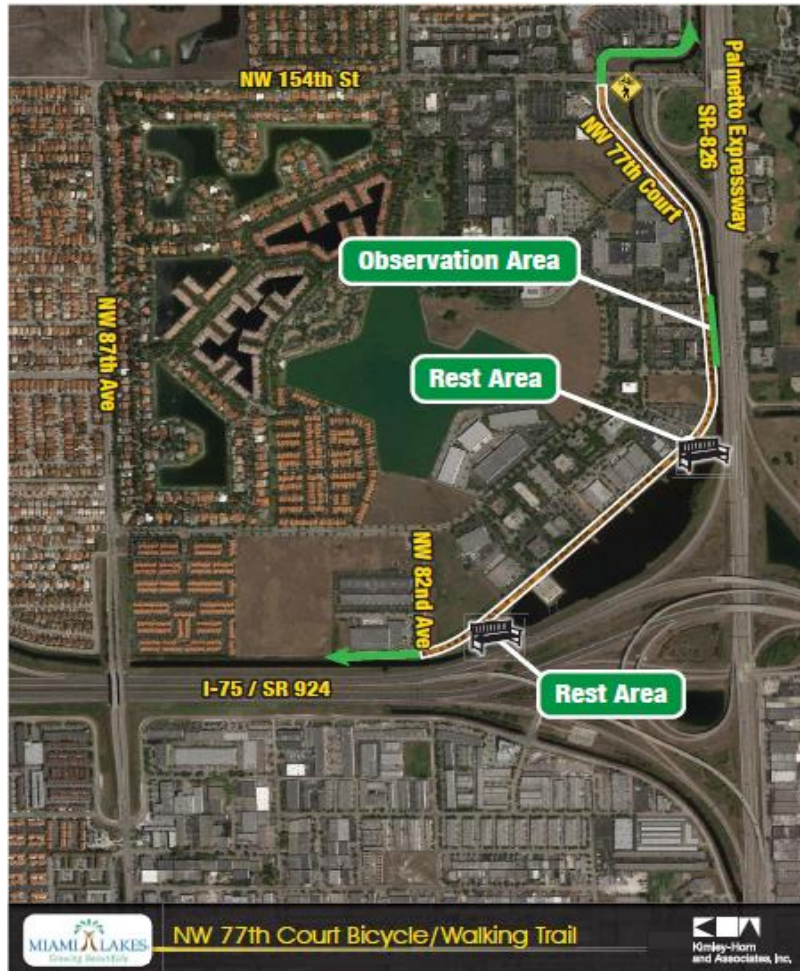 NW 154th St
Palmetto Expressway
SR-826
NW 77th Court
Observation Area
NW 87th Ave
Rest Area
NW 82nd Ave
I-75 / SR 924
Rest Area
MIAMI LAKES
Growing Beautifully
NW 77th Court Bicycle/Walking Trail
Kimley-Horn
and Associates, Inc.